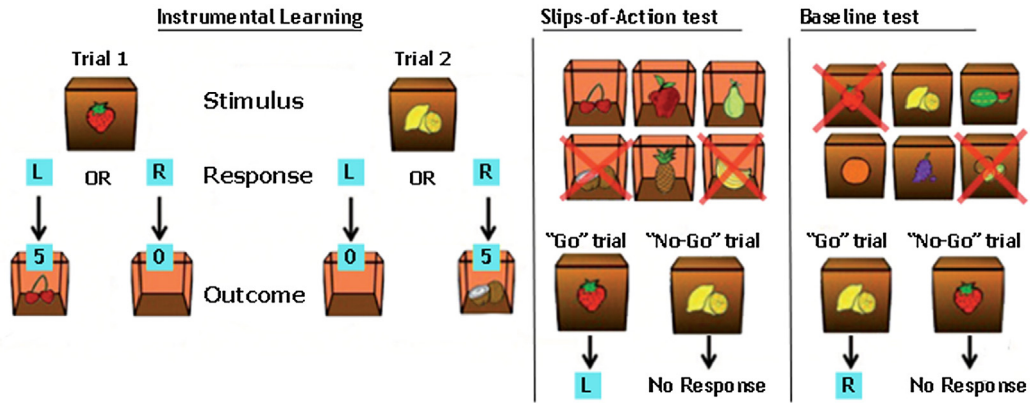 Instrumental Learning
Trial 1
Trial 2
Stimulus
L
OR
R
Response
L
OR
R
5
0
Outcome
0
5
Slips-of-Action test
"Go" trial
"No-Go" trial
L
No Response
Baseline test
"Go" trial
"No-Go" trial
R
No Response